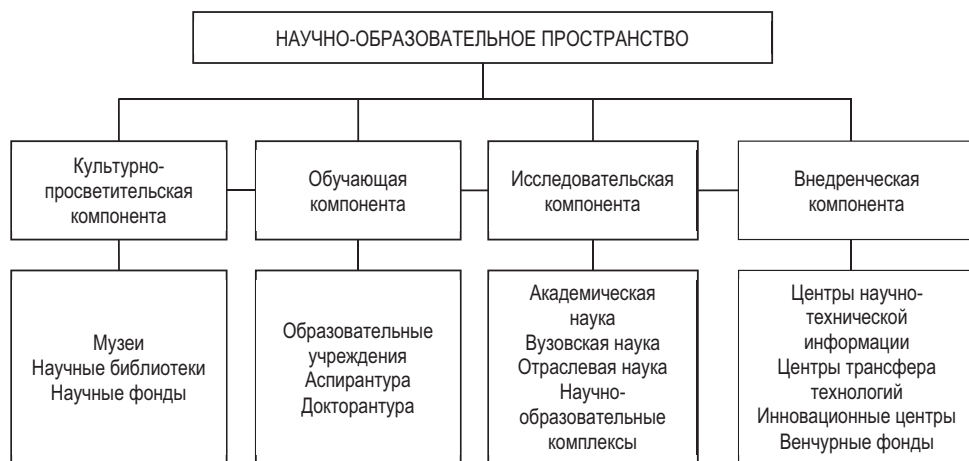 НАУЧНО-ОБРАЗОВАТЕЛЬНОЕ ПРОСТРАНСТВО
Культурно-
просветительская
компонента
Обучающая
компонента
Исследовательская
компонента
Внедренческая
компонента
Музеи
Научные библиотеки
Научные фонды
Образовательные
учреждения
Аспирантура
Докторантура
Академическая
наука
Вузовская наука
Отраслевая наука
Научно-
образовательные
комплексы
Центры научно-
технической
информации
Центры трансфера
технологий
Инновационные центры
Венчурные фонды